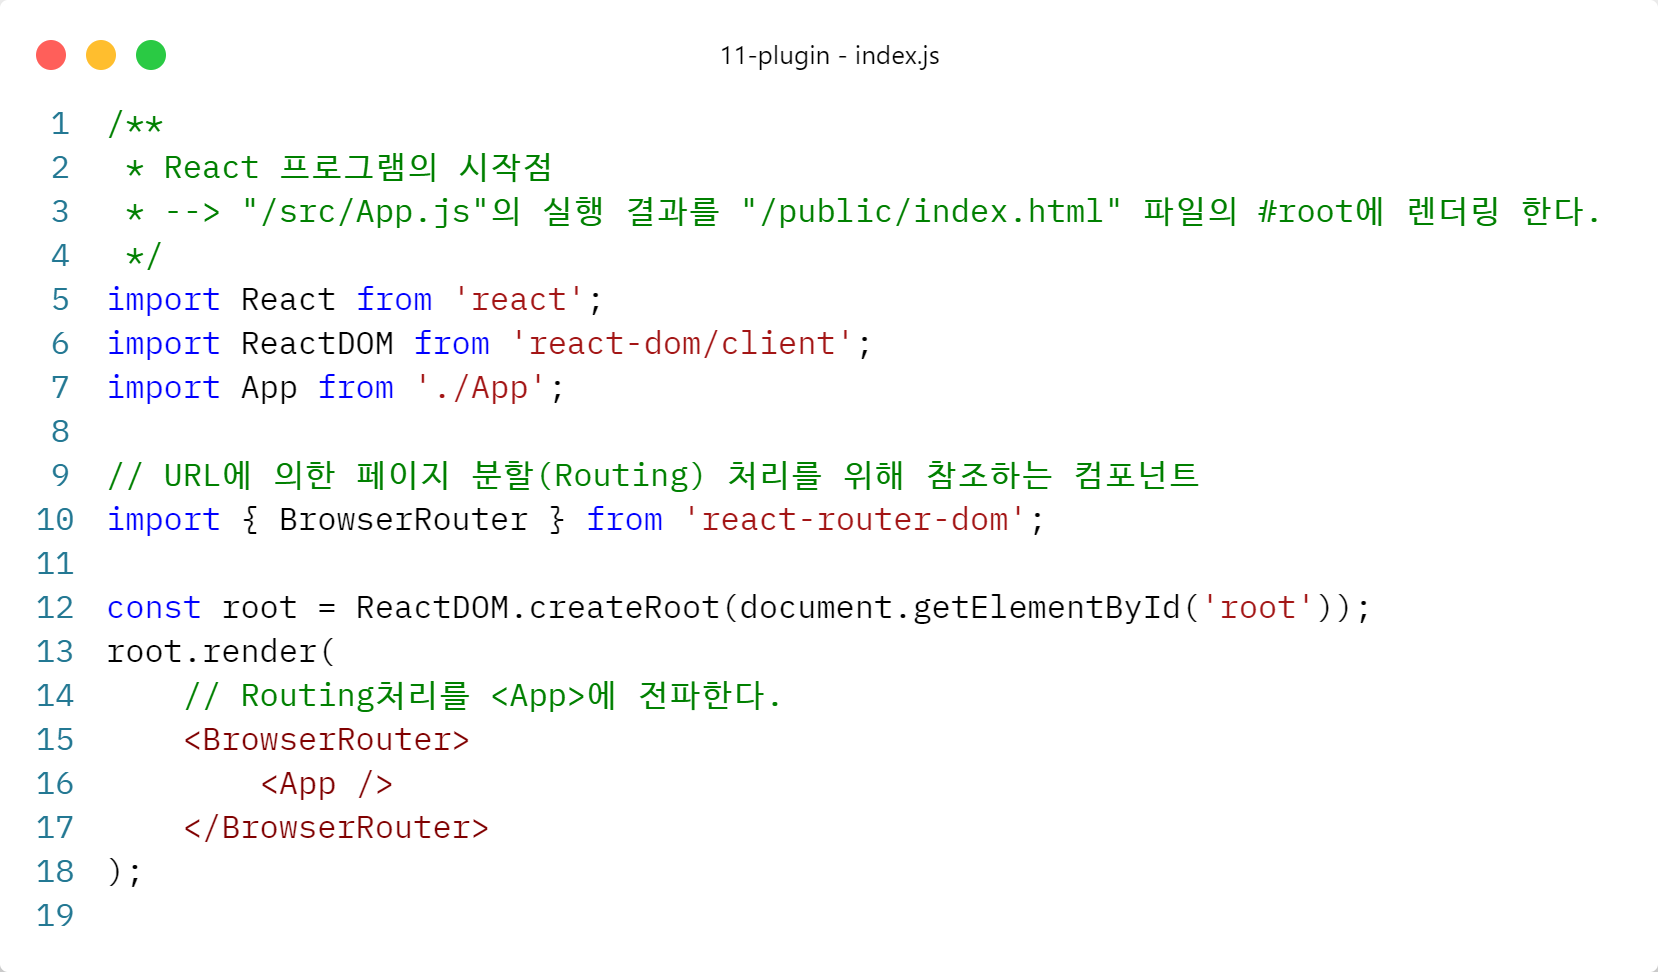 11-plugin - index.js
1 /**
2  * React 프로그램의 시작점
3  * --> "/src/App.js"의 실행 결과를 "/public/index.html" 파일의 #root에 렌더링 한다.
4  */
5 import React from 'react';
6 import ReactDOM from 'react-dom/client';
7 import App from './App';
8
9 // URL에 의한 페이지 분할(Routing) 처리를 위해 참조하는 컴포넌트
10 import { BrowserRouter } from 'react-router-dom';
11
12 const root = ReactDOM.createRoot(document.getElementById('root'));
13 root.render(
14     // Routing처리를 <App>에 전파한다.
15     <BrowserRouter>
16         <App />
17     </BrowserRouter>
18 );
19